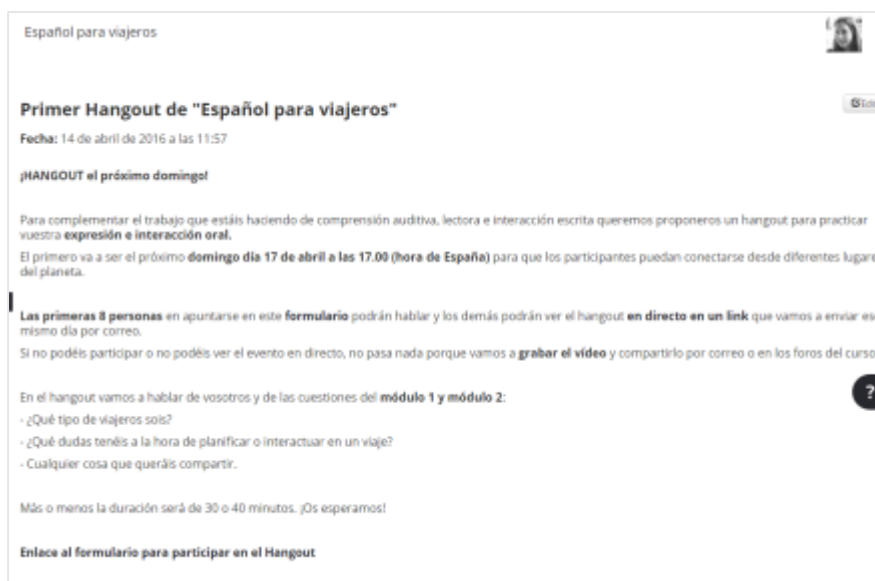 Español para viajeros
Primer Hangout de "Español para viajeros"
Fecha: 14 de abril de 2016 a las 11:57
¡HANGOUT el próximo domingo!
Para complementar el trabajo que estáis haciendo de comprensión auditiva, lectora e interacción escrita queremos proponeros un hangout para practicar
vuestra expresión e interacción oral.
El primero va a ser el próximo domingo día 17 de abril a las 17.00 (hora de España) para que los participantes puedan conectarse desde diferentes lugare
del planeta.
Las primeras 8 personas en apuntarse en este formulario podrán hablar y los demás podrán ver el hangout en directo en un link que vamos a enviar es
mismo día por correo.
Si no podéis participar o no podéis ver el evento en directo, no pasa nada porque vamos a grabar el vídeo y compartirlo por correo o en los foros del curso
En el hangout vamos a hablar de vosotros y de las cuestiones del módulo 1 y módulo 2:
- ¿Qué tipo de viajeros sois?
- ¿Qué dudas tenéis a la hora de planificar o interactuar en un viaje?
- Cualquier cosa que queráis compartir.
?
Más o menos la duración será de 30 o 40 minutos. ¡Os esperamos!
Enlace al formulario para participar en el Hangout